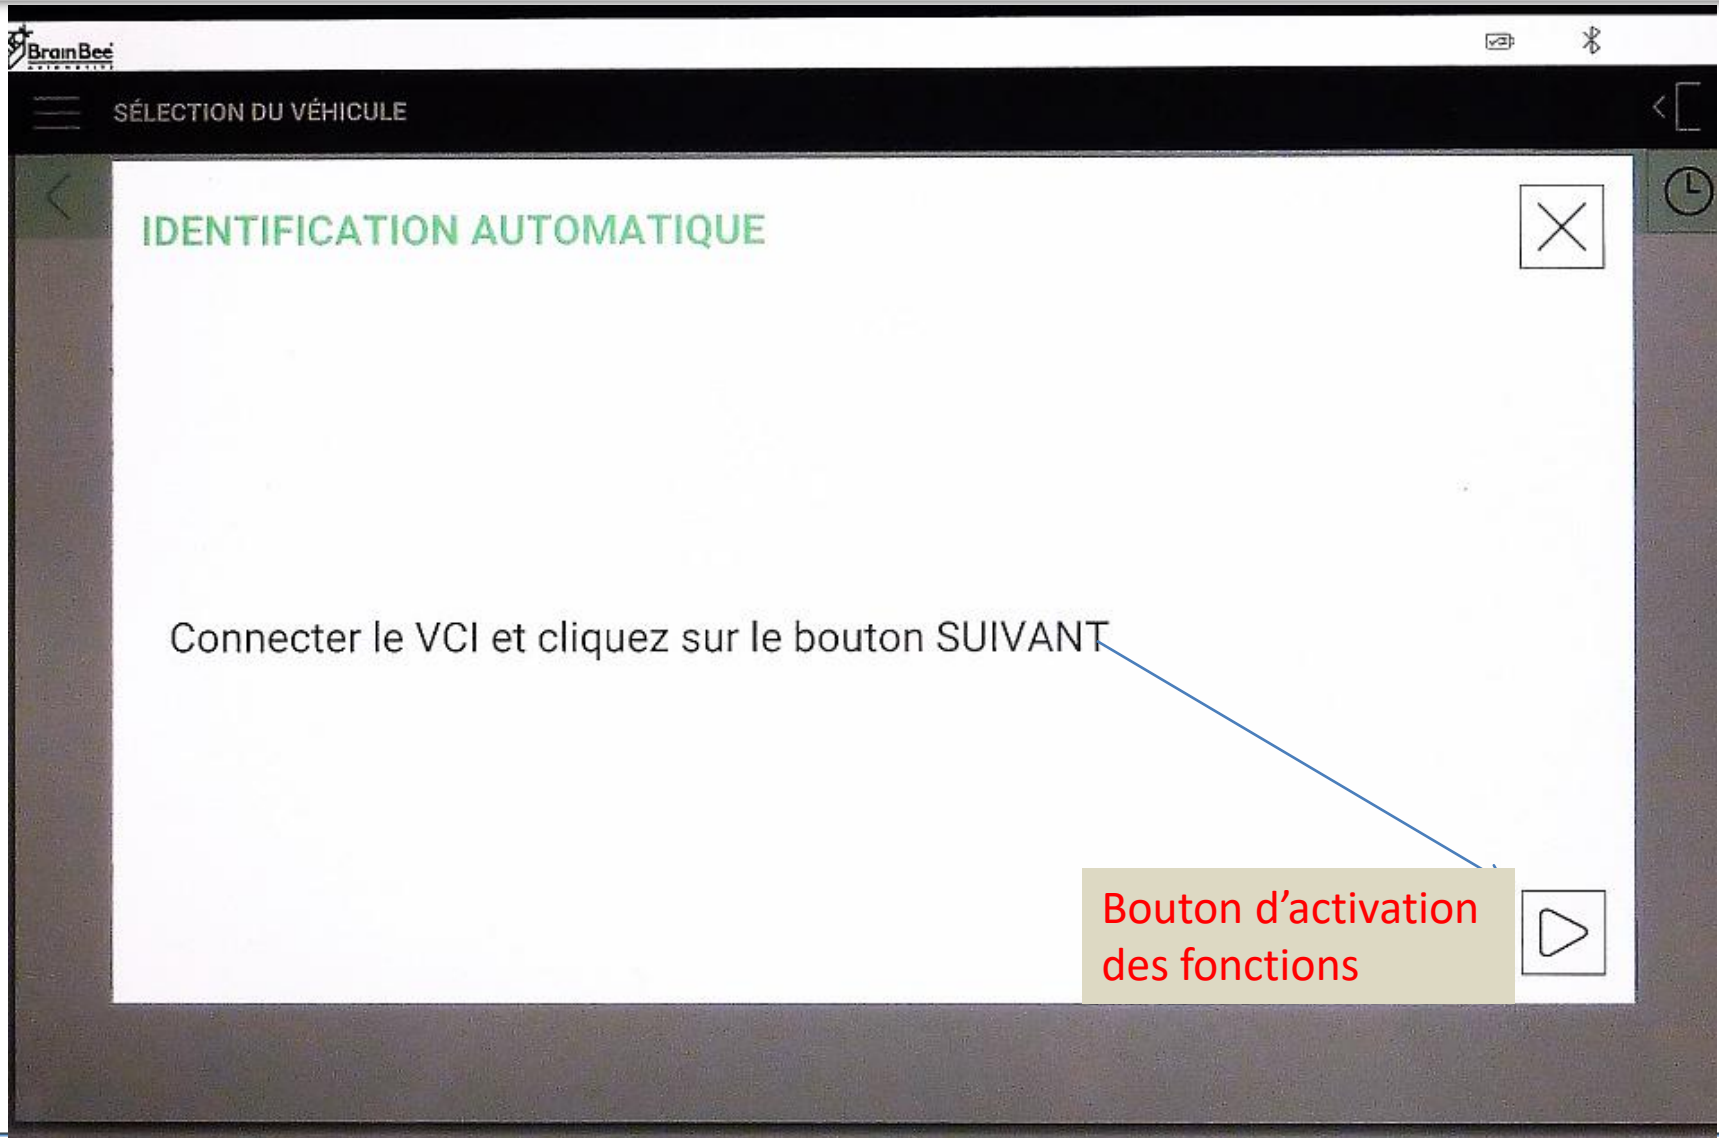 BrainBee
AUTOMOTIVE
SÉLECTION DU VÉHICULE
IDENTIFICATION AUTOMATIQUE
Connecter le VCI et cliquez sur le bouton SUIVANT
Bouton d’activation
des fonctions